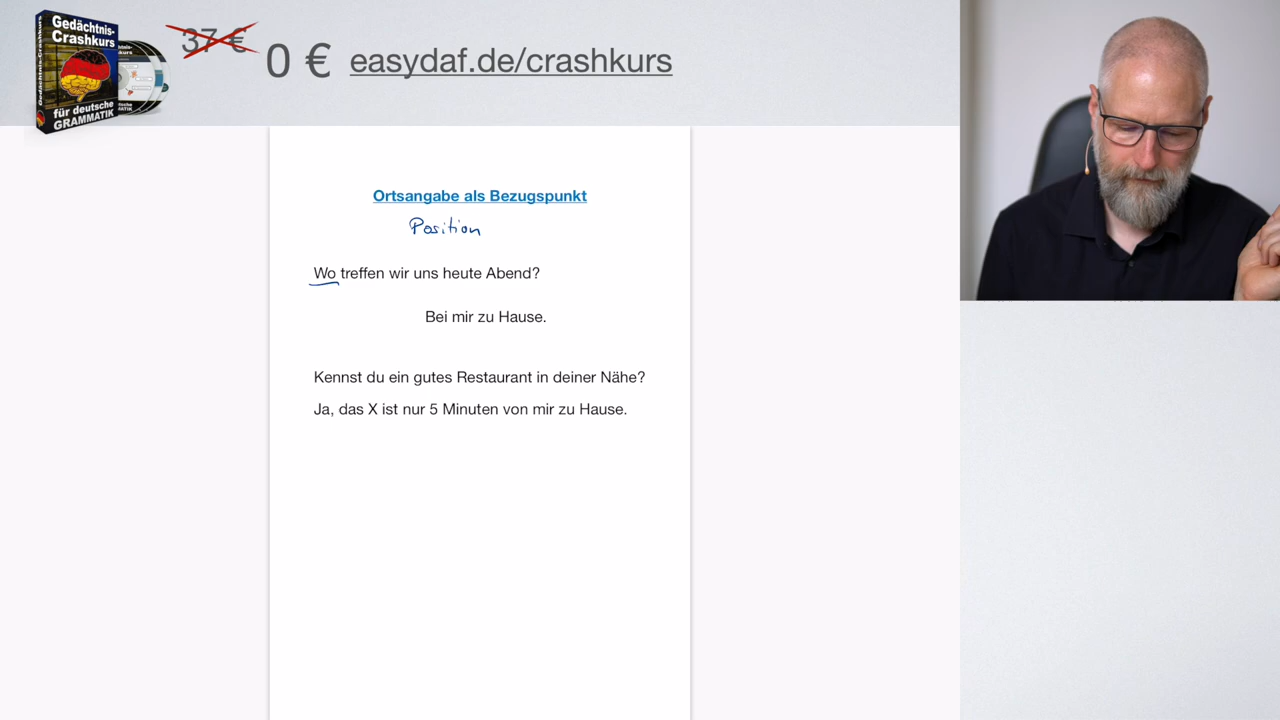 Gedächtnis-
Crashkurs
für deutsche
GRAMMATIK
37 €
0 € easydaf.de/crashkurs
Ortsangabe als Bezugspunkt
Position
Wo treffen wir uns heute Abend?
Bei mir zu Hause.
Kennst du ein gutes Restaurant in deiner Nähe?
Ja, das X ist nur 5 Minuten von mir zu Hause.